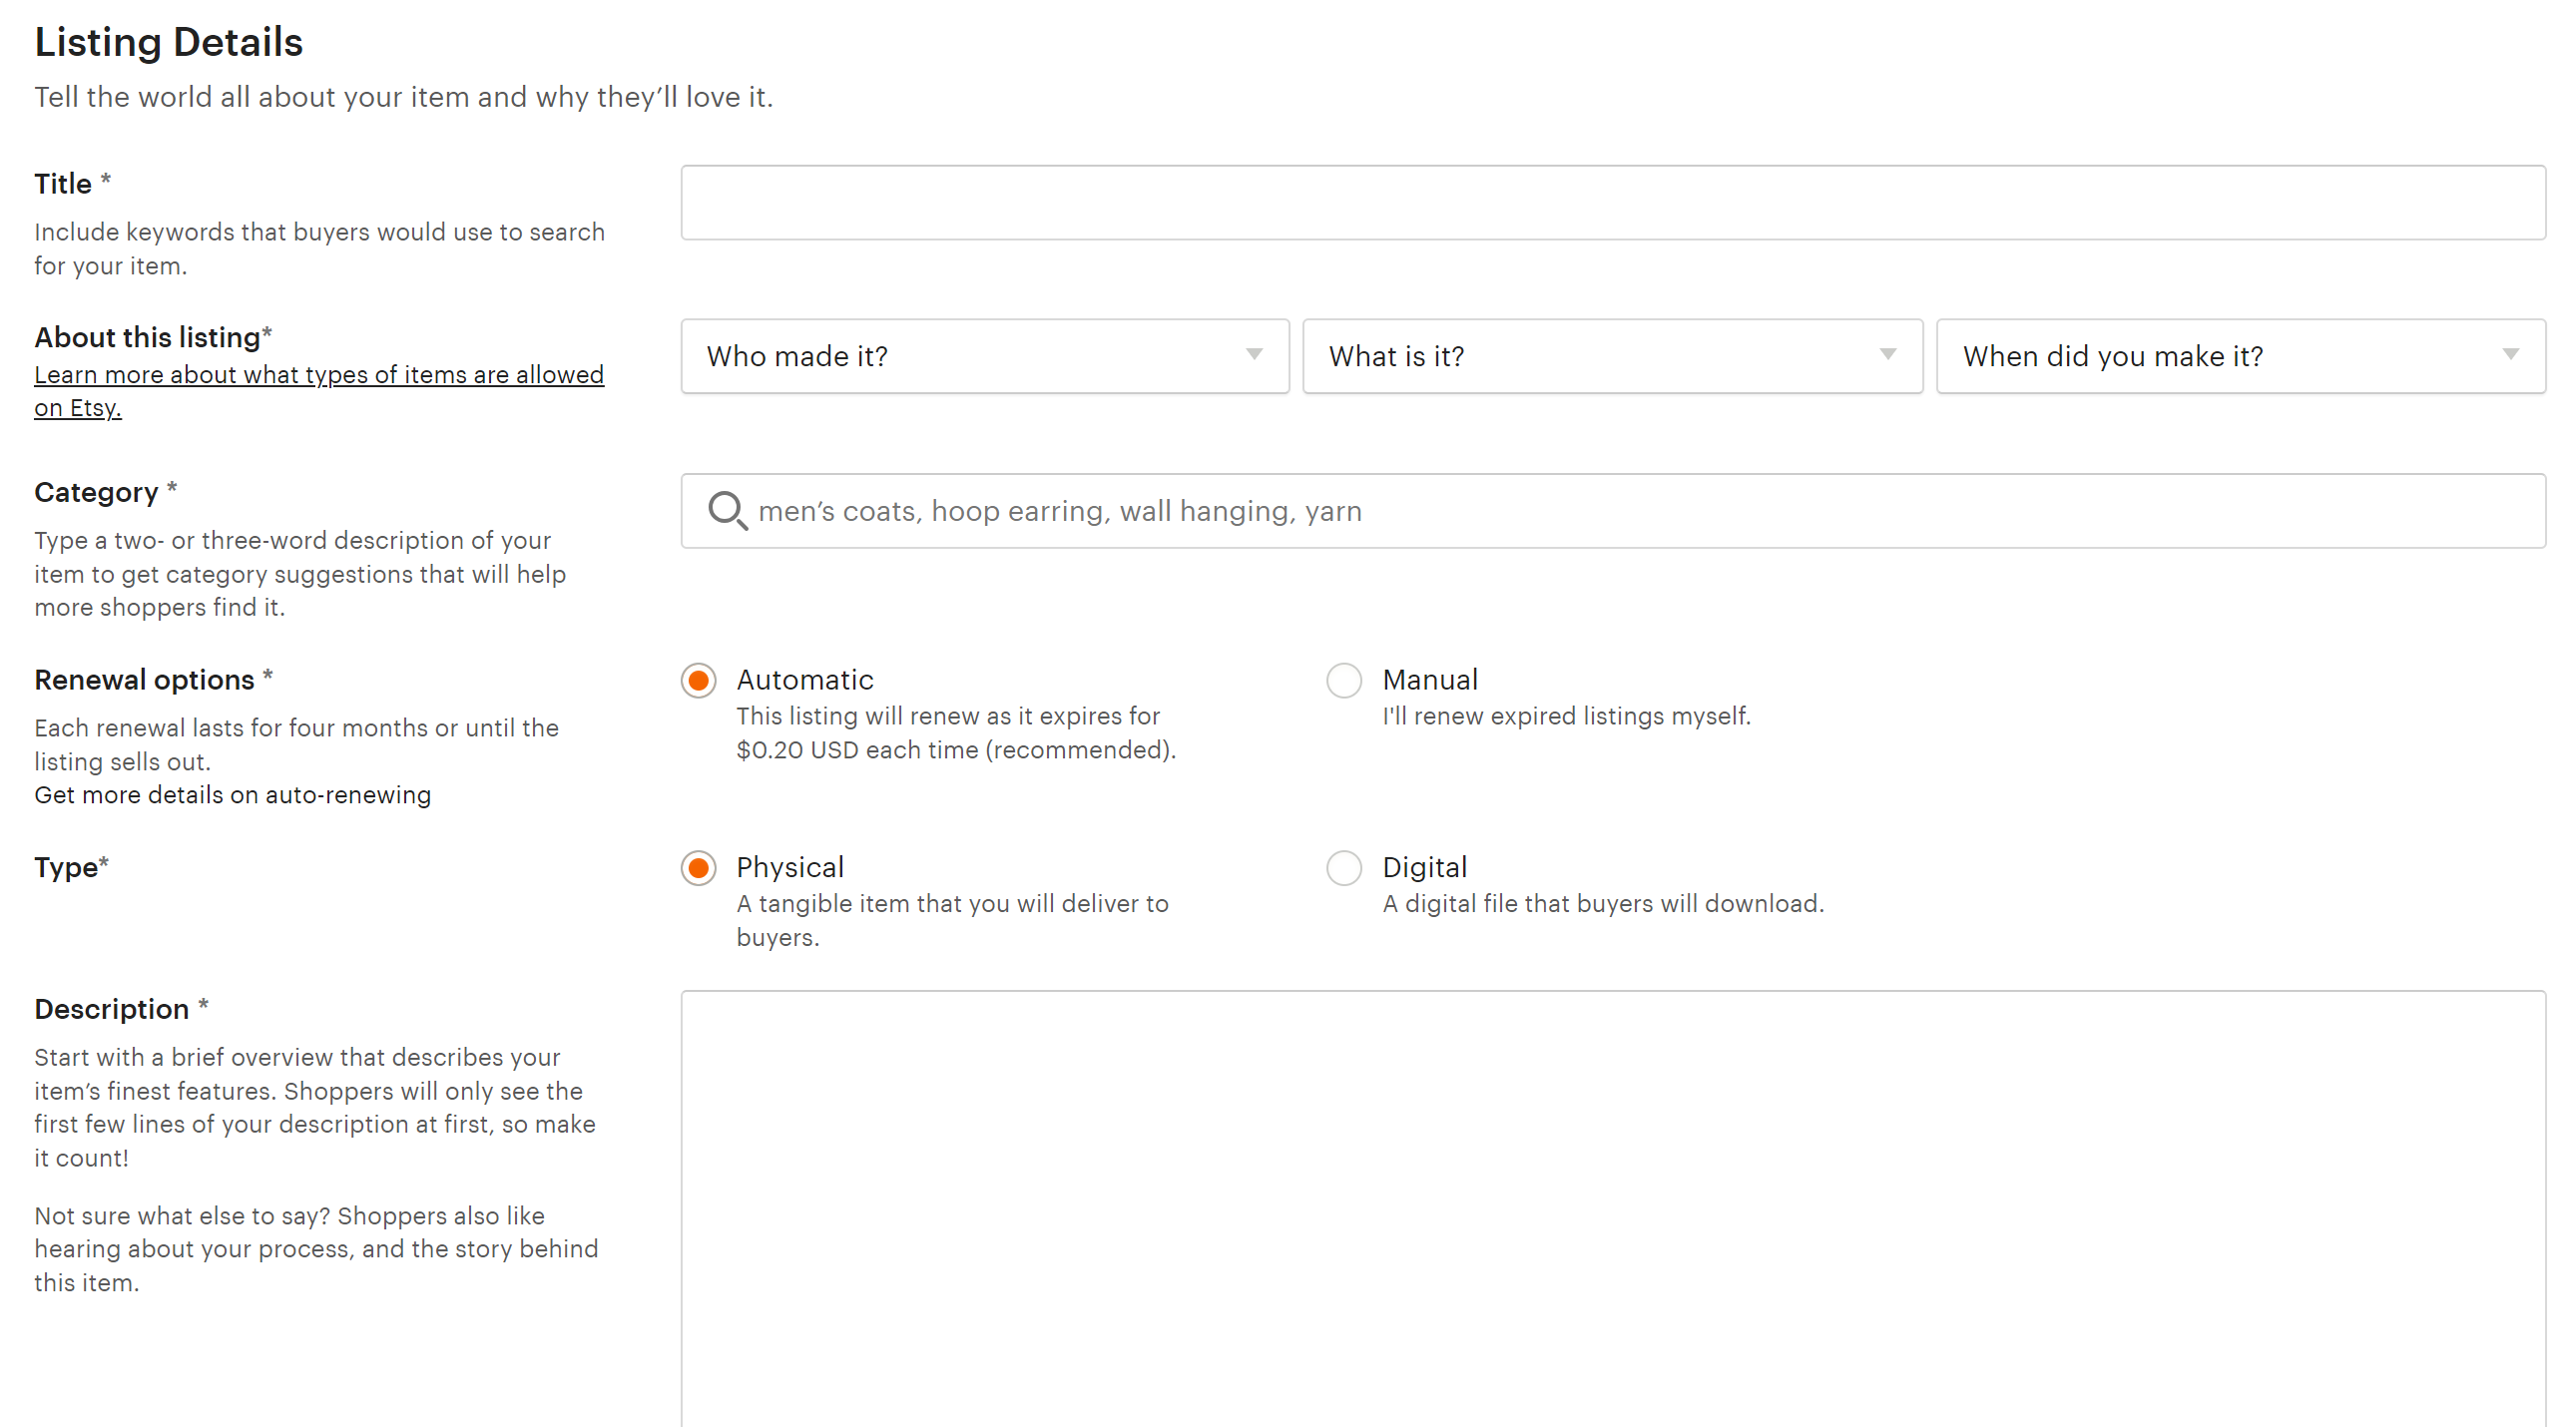 Listing Details
Tell the world all about your item and why they’ll love it.
Title *
Include keywords that buyers would use to search
for your item.
About this listing*
Learn more about what types of items are allowed
on Etsy.
Who made it?
What is it?
When did you make it?
Category *
Type a two- or three-word description of your
item to get category suggestions that will help
more shoppers find it.
men’s coats, hoop earring, wall hanging, yarn
Renewal options *
Each renewal lasts for four months or until the
listing sells out.
Get more details on auto-renewing
Automatic
This listing will renew as it expires for
$0.20 USD each time (recommended).
Manual
I'll renew expired listings myself.
Type*
Physical
A tangible item that you will deliver to
buyers.
Digital
A digital file that buyers will download.
Description *
Start with a brief overview that describes your
item’s finest features. Shoppers will only see the
first few lines of your description at first, so make
it count!
Not sure what else to say? Shoppers also like
hearing about your process, and the story behind
this item.